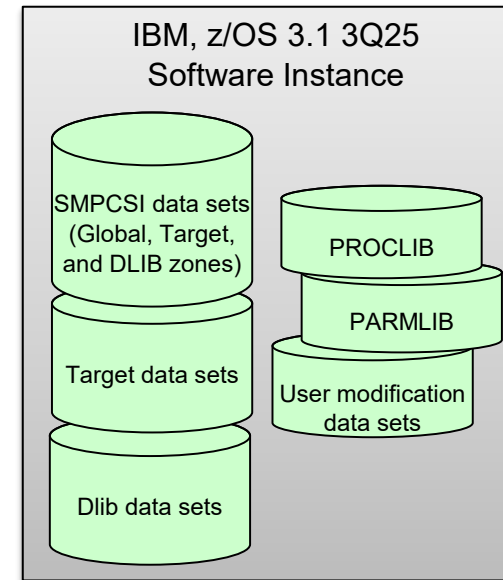 IBM, z/OS 3.1 3Q25
Software Instance
SMPCSI data sets
(Global, Target,
and DLIB zones)
Target data sets
Dlib data sets
PROCLIB
PARMLIB
User modification
data sets